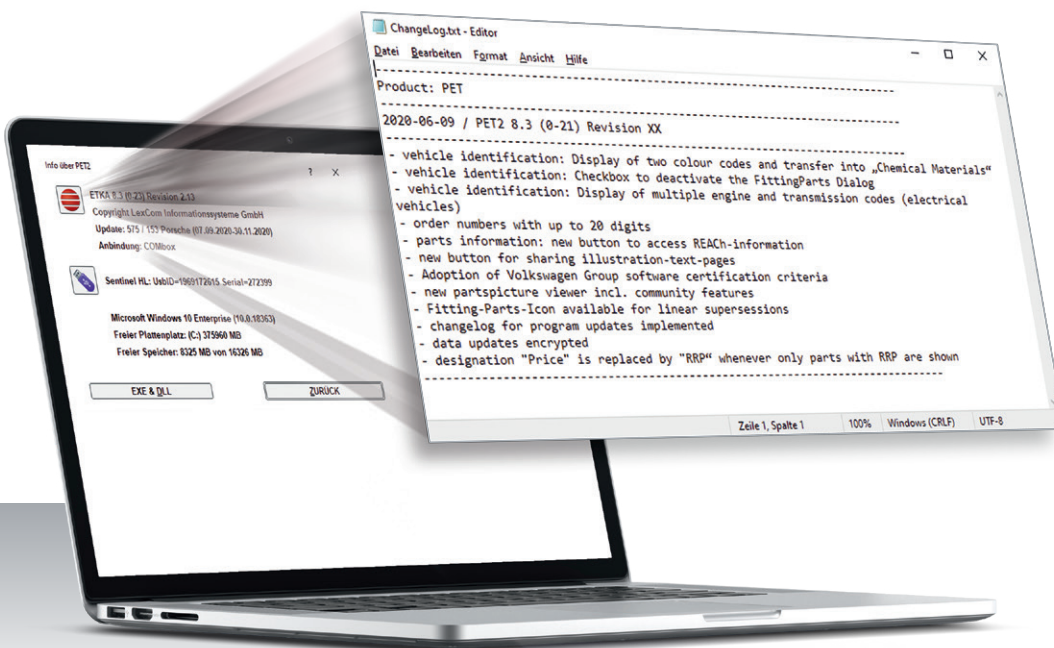 Info über PET2
? X
ETKA 8.3 (0-23) Revision 2.13
Copyright LexCom Informationssysteme GmbH
Update: 575 / 153 Porsche (07.09.2020-30.11.2020)
Anbindung: COMbox
Sentinel HL: UsbID=1969172615 Serial=272399
Microsoft Windows 10 Enterprise (10.0.18363)
Freier Plattenplatz: (C:) 375960 MB
Freier Speicher: 8325 MB von 16326 MB
EXE & DLL
ZURÜCK
ChangeLog.txt - Editor
Datei Bearbeiten Format Ansicht Hilfe
Product: PET
2020-06-09 / PET2 8.3 (0-21) Revision XX
- vehicle identification: Display of two colour codes and transfer into „Chemical Materials“
- vehicle identification: Checkbox to deactivate the FittingParts Dialog
- vehicle identification: Display of multiple engine and transmission codes (electrical
vehicles)
- order numbers with up to 20 digits
- parts information: new button to access REACh-information
- new button for sharing illustration-text-pages
- Adoption of Volkswagen Group software certification criteria
- new partspicture viewer incl. community features
- Fitting-Parts-Icon available for linear supersessions
- changelog for program updates implemented
- data updates encrypted
- designation "Price" is replaced by "RRP“ whenever only parts with RRP are shown
Zeile 1, Spalte 1 100% Windows (CRLF) UTF-8